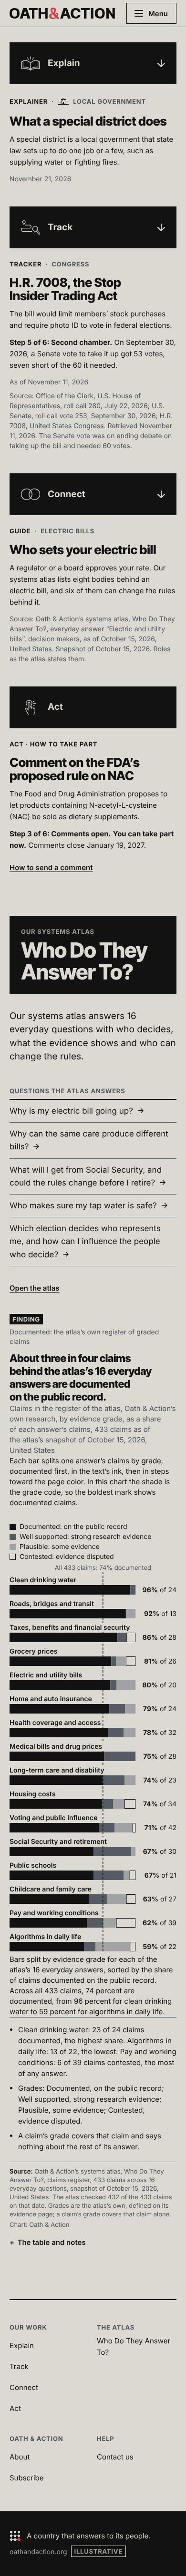 OATH&ACTION
Menu
Explain
EXPLAINER · LOCAL GOVERNMENT
What a special district does
A special district is a local government that state
law sets up to do one job or a few, such as
supplying water or fighting fires.
November 21, 2026
Track
TRACKER · CONGRESS
H.R. 7008, the Stop
Insider Trading Act
The bill would limit members’ stock purchases
and require photo ID to vote in federal elections.
Step 5 of 6: Second chamber. On September 30,
2026, a Senate vote to take it up got 53 votes,
seven short of the 60 it needed.
As of November 11, 2026
Source: Office of the Clerk, U.S. House of
Representatives, roll call 280, July 22, 2026; U.S.
Senate, roll call vote 253, September 30, 2026; H.R.
7008, United States Congress. Retrieved November
11, 2026. The Senate vote was on ending debate on
taking up the bill and needed 60 votes.
Connect
GUIDE · ELECTRIC BILLS
Who sets your electric bill
A regulator or a board approves your rate. Our
systems atlas lists eight bodies behind an
electric bill, and six of them can change the rules
behind it.
Source: Oath & Action’s systems atlas, Who Do They
Answer To?, everyday answer “Electric and utility
bills”, decision makers, as of October 15, 2026,
United States. Snapshot of October 15, 2026. Roles
as the atlas states them.
Act
ACT · HOW TO TAKE PART
Comment on the FDA’s
proposed rule on NAC
The Food and Drug Administration proposes to
let products containing N-acetyl-L-cysteine
(NAC) be sold as dietary supplements.
Step 3 of 6: Comments open. You can take part
now. Comments close January 19, 2027.
How to send a comment
OUR SYSTEMS ATLAS
Who Do They
Answer To?
Our systems atlas answers 16
everyday questions with who decides,
what the evidence shows and who can
change the rules.
QUESTIONS THE ATLAS ANSWERS
Why is my electric bill going up? →
Why can the same care produce different
bills? →
What will I get from Social Security, and
could the rules change before I retire? →
Who makes sure my tap water is safe? →
Which election decides who represents
me, and how can I influence the people
who decide? →
Open the atlas
FINDING
Documented: the atlas’s own register of graded
claims
About three in four claims
behind the atlas’s 16 everyday
answers are documented
on the public record.
Claims in the register of the atlas, Oath & Action’s
own research, by evidence grade, as a share
of each answer’s claims, 433 claims as of
the atlas’s snapshot of October 15, 2026,
United States
Each bar splits one answer’s claims by grade,
documented first, in the text’s ink, then in steps
toward the page color. In this chart the shade is
the grade code, so the boldest mark shows
documented claims.
Documented: on the public record
Well supported: strong research evidence
Plausible: some evidence
Contested: evidence disputed
All 433 claims: 74% documented
Clean drinking water
96% of 24
Roads, bridges and transit
92% of 13
Taxes, benefits and financial security
86% of 28
Grocery prices
81% of 26
Electric and utility bills
80% of 20
Home and auto insurance
79% of 24
Health coverage and access
78% of 32
Medical bills and drug prices
75% of 28
Long-term care and disability
74% of 23
Housing costs
74% of 34
Voting and public influence
71% of 42
Social Security and retirement
67% of 30
Public schools
67% of 21
Childcare and family care
63% of 27
Pay and working conditions
62% of 39
Algorithms in daily life
59% of 22
Bars split by evidence grade for each of the
atlas’s 16 everyday answers, sorted by the share
of claims documented on the public record.
Across all 433 claims, 74 percent are
documented, from 96 percent for clean drinking
water to 59 percent for algorithms in daily life.
• Clean drinking water: 23 of 24 claims
documented, the highest share. Algorithms in
daily life: 13 of 22, the lowest. Pay and working
conditions: 6 of 39 claims contested, the most
of any answer.
• Grades: Documented, on the public record;
Well supported, strong research evidence;
Plausible, some evidence; Contested,
evidence disputed.
• A claim’s grade covers that claim and says
nothing about the rest of its answer.
Source: Oath & Action’s systems atlas, Who Do They
Answer To?, claims register, 433 claims across 16
everyday questions, snapshot of October 15, 2026,
United States. The atlas checked 432 of the 433 claims
on that date. Grades are the atlas’s own, defined on its
evidence page; a claim’s grade covers that claim alone.
Chart: Oath & Action
+ The table and notes
OUR WORK
Explain
Track
Connect
Act
THE ATLAS
Who Do They Answer
To?
OATH & ACTION
About
Subscribe
HELP
Contact us
A country that answers to its people.
oathandaction.org ILLUSTRATIVE